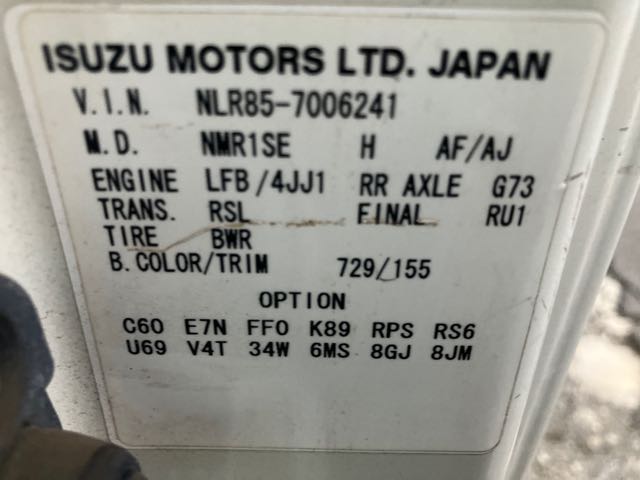 ISUZU MOTORS LTD. JAPAN
V.I.N. NLR85-7006241
M.D. NMR1SE H AF/AJ
ENGINE LFB/4JJ1 RR AXLE G73
TRANS. RSL FINAL RU1
TIRE BWR
B.COLOR/TRIM 729/155
OPTION
C60 E7N FF0 K89 RPS RS6
U69 V4T 34W 6MS 8GJ 8JM